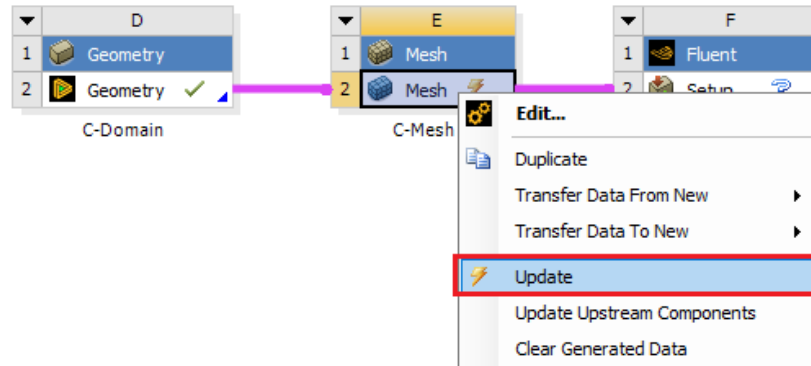 D E F
1 Geometry 1 Mesh 1 Fluent
2 Geometry 2 Mesh 2 Setup ?
C-Domain C-Mesh
Edit...
Duplicate
Transfer Data From New
Transfer Data To New
Update
Update Upstream Components
Clear Generated Data